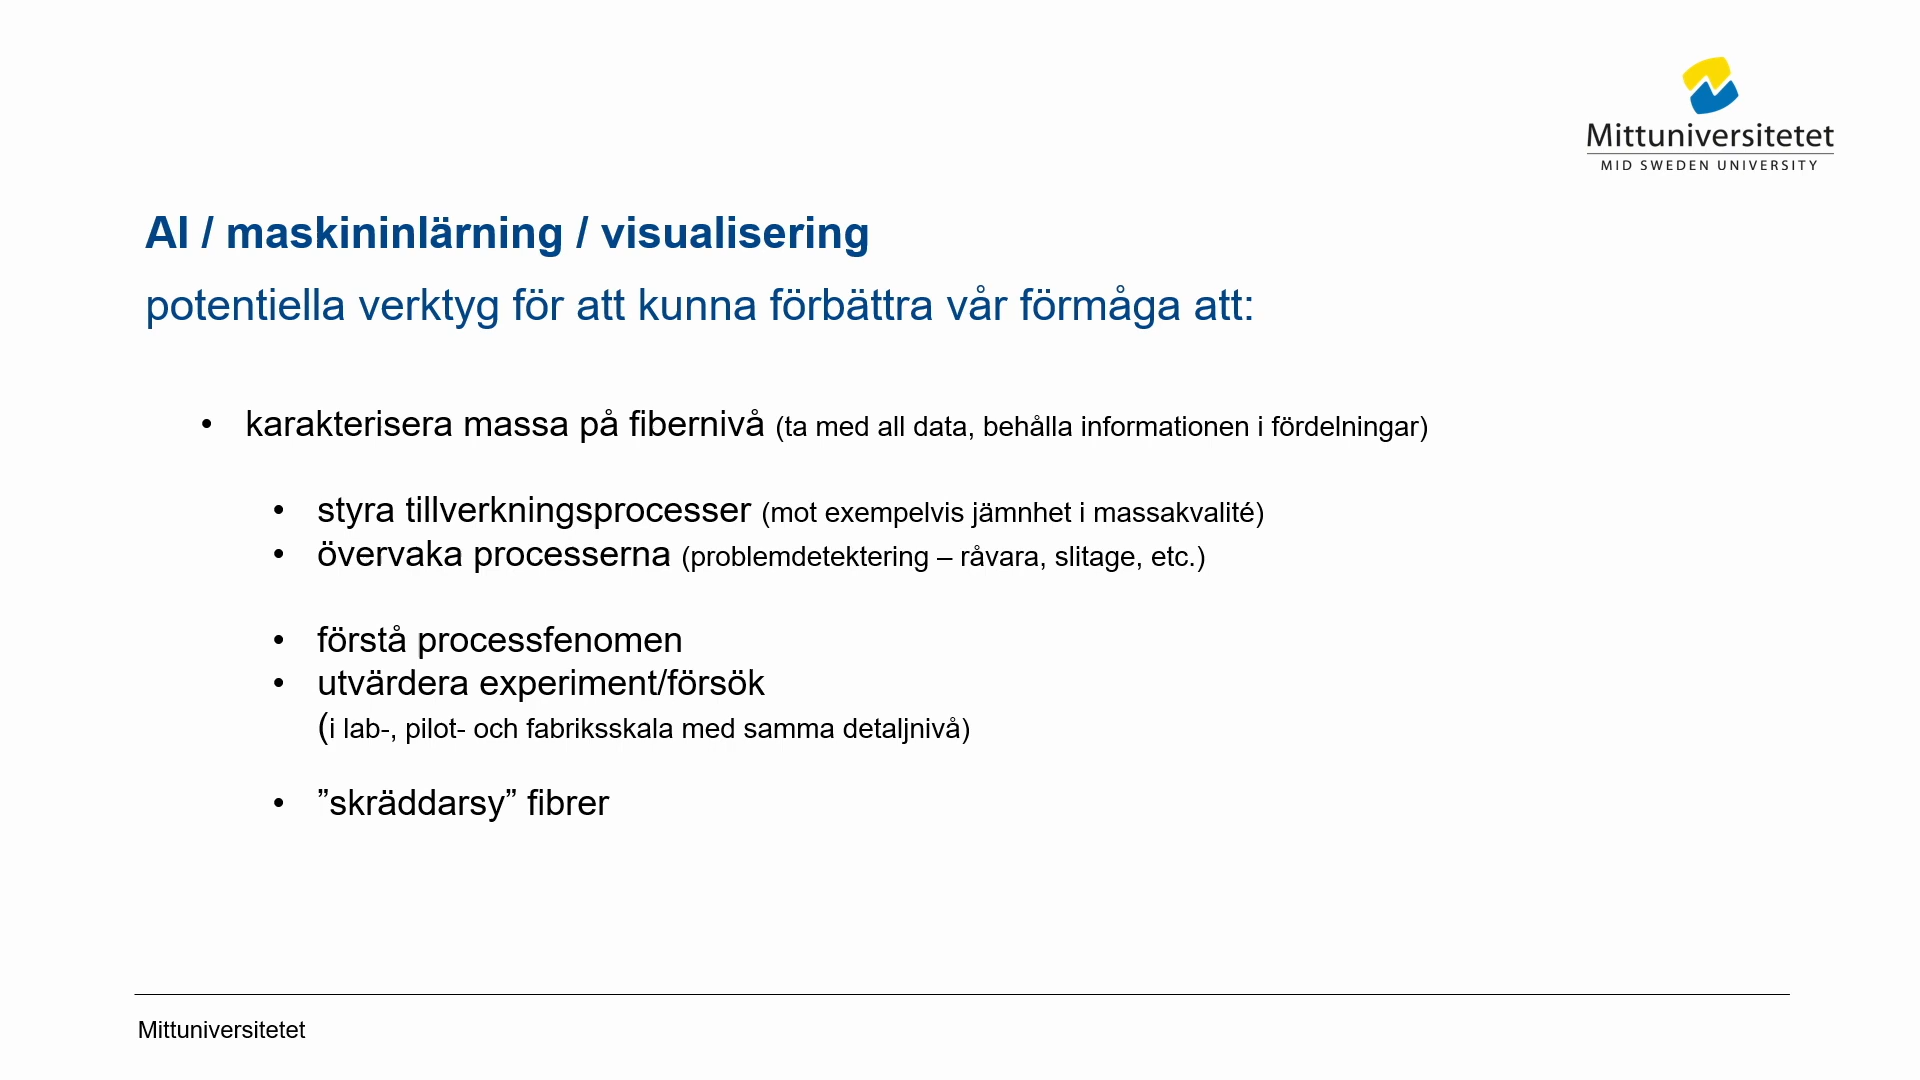 Mittuniversitetet
MID SWEDEN UNIVERSITY
AI / maskininlärning / visualisering
potentiella verktyg för att kunna förbättra vår förmåga att:
• karakterisera massa på fibernivå (ta med all data, behålla informationen i fördelningar)
• styra tillverkningsprocesser (mot exempelvis jämnhet i massakvalité)
• övervaka processerna (problemdetektering – råvara, slitage, etc.)
• förstå processfenomen
• utvärdera experiment/försök
(i lab-, pilot- och fabriksskala med samma detaljnivå)
• ”skräddarsy” fibrer
Mittuniversitetet